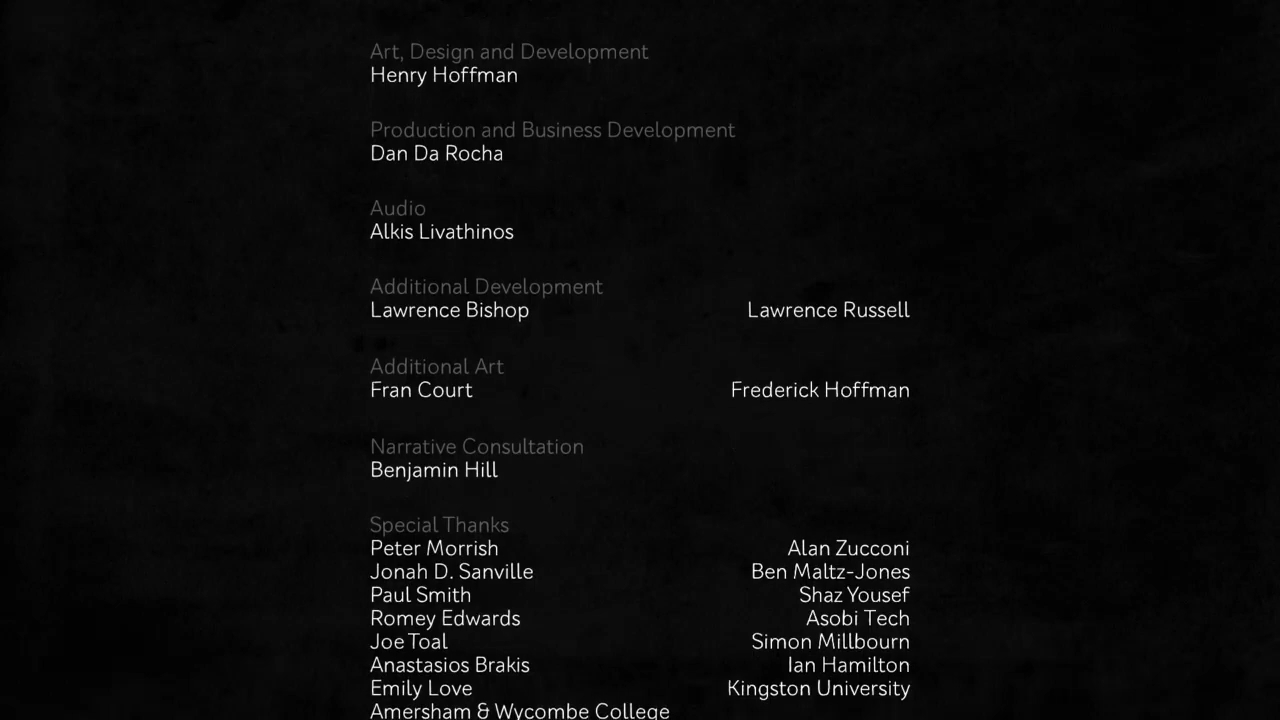 Art, Design and Development
Henry Hoffman
Production and Business Development
Dan Da Rocha
Audio
Alkis Livathinos
Additional Development
Lawrence Bishop Lawrence Russell
Additional Art
Fran Court Frederick Hoffman
Narrative Consultation
Benjamin Hill
Special Thanks
Peter Morrish Alan Zucconi
Jonah D. Sanville Ben Maltz-Jones
Paul Smith Shaz Yousef
Romey Edwards Asobi Tech
Joe Toal Simon Millbourn
Anastasios Brakis Ian Hamilton
Emily Love Kingston University
Amersham & Wycombe College